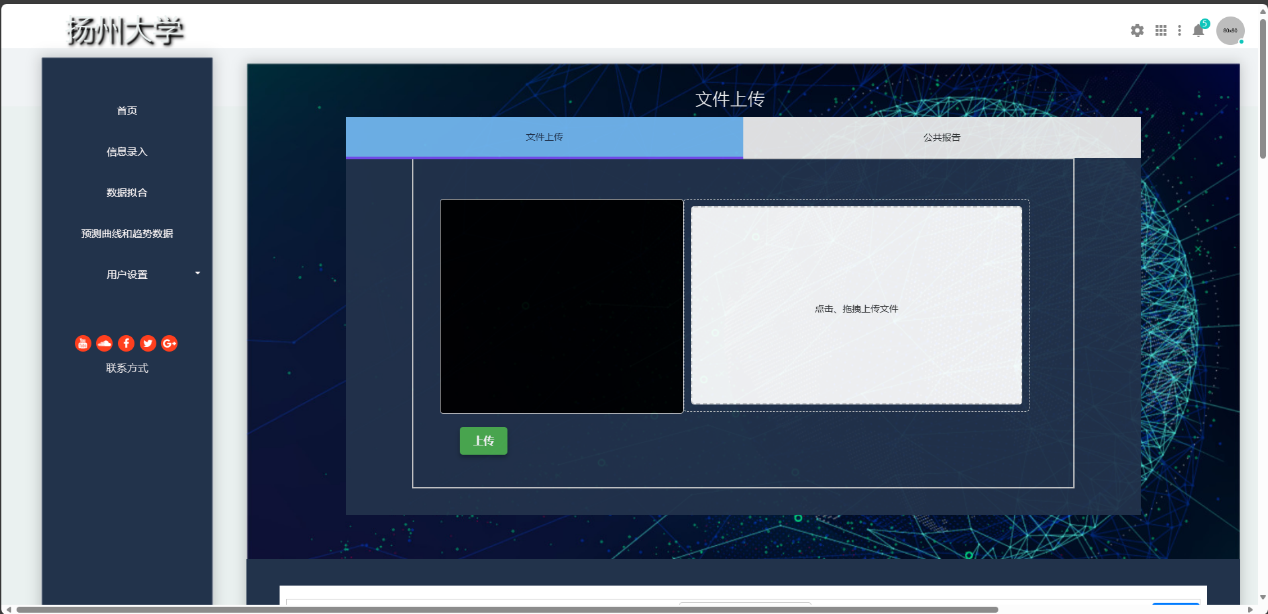 扬州大学
5
首页
信息录入
数据拟合
预测曲线和趋势数据
用户设置
联系方式
文件上传
文件上传
公共报告
点击、拖拽上传文件
上传